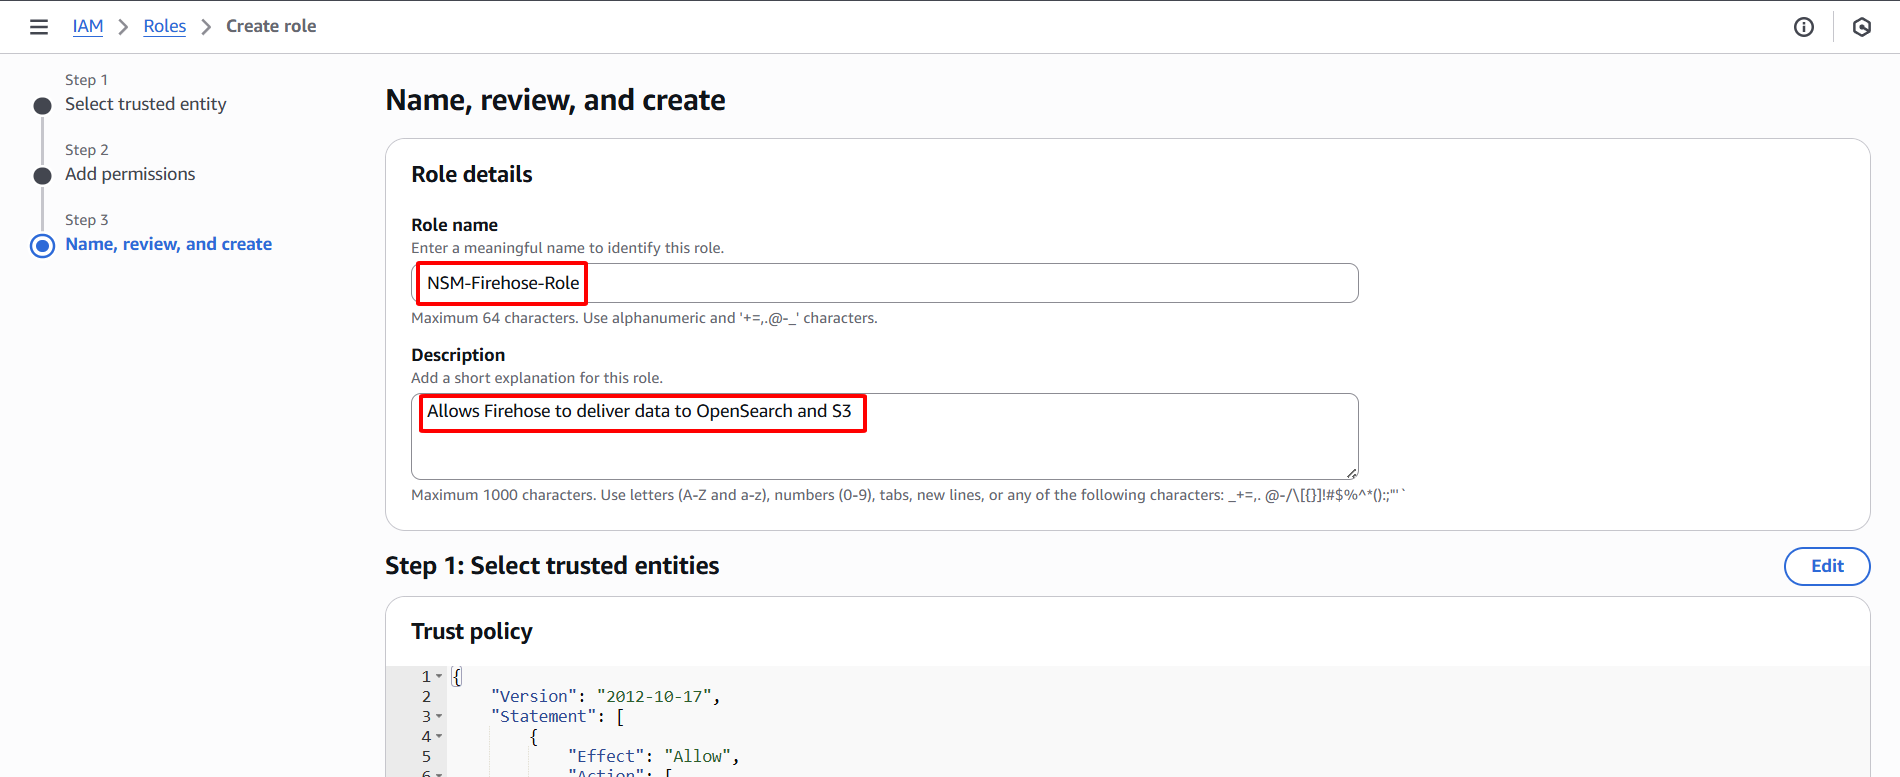 IAM > Roles > Create role
Step 1
Select trusted entity
Step 2
Add permissions
Step 3
Name, review, and create
Name, review, and create
Role details
Role name
Enter a meaningful name to identify this role.
NSM-Firehose-Role
Maximum 64 characters. Use alphanumeric and '+=,.@-_' characters.
Description
Add a short explanation for this role.
Allows Firehose to deliver data to OpenSearch and S3
Maximum 1000 characters. Use letters (A-Z and a-z), numbers (0-9), tabs, new lines, or any of the following characters: _+=,. @-/\[{}]!#$%^*();:"'`
Step 1: Select trusted entities
Edit
Trust policy
1 {
2 "Version": "2012-10-17",
3 "Statement": [
4 {
5 "Effect": "Allow",
6 "Action": [